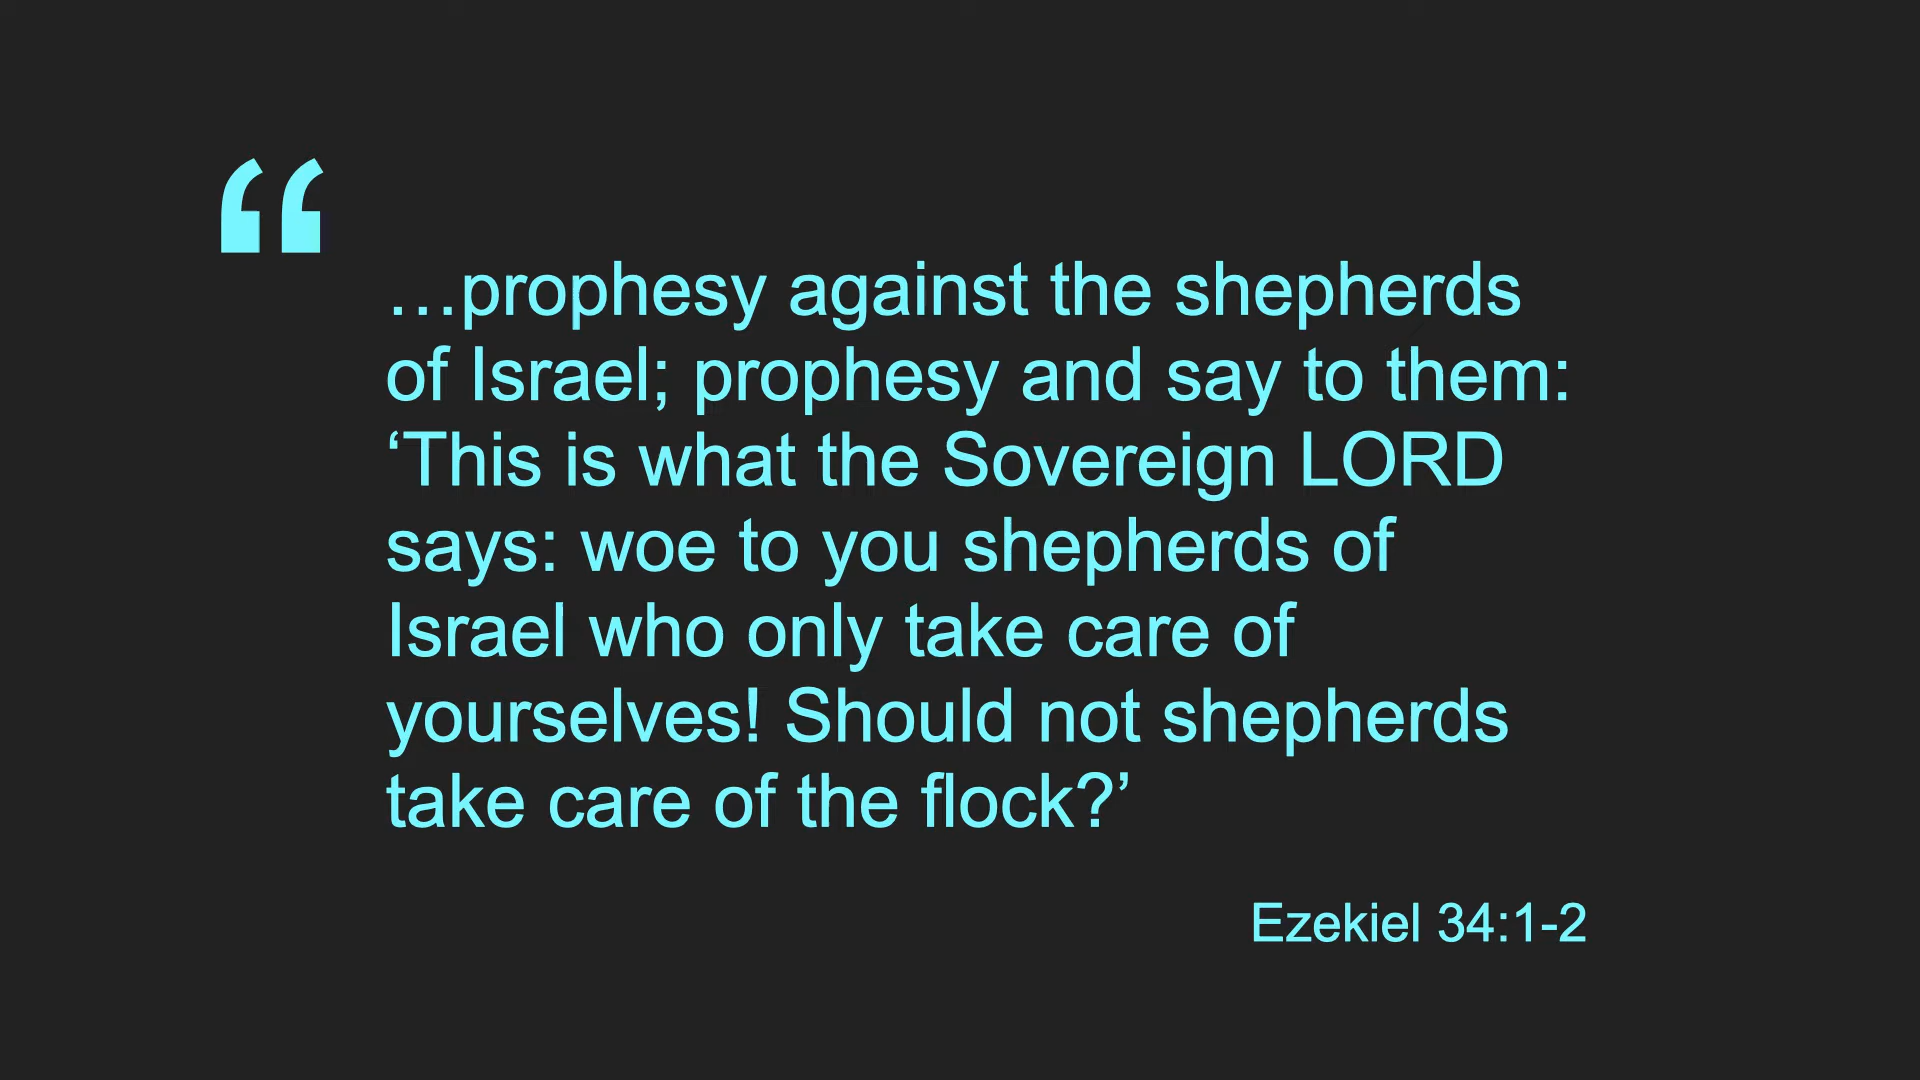 “
…prophesy against the shepherds
of Israel; prophesy and say to them:
‘This is what the Sovereign LORD
says: woe to you shepherds of
Israel who only take care of
yourselves! Should not shepherds
take care of the flock?’
Ezekiel 34:1-2